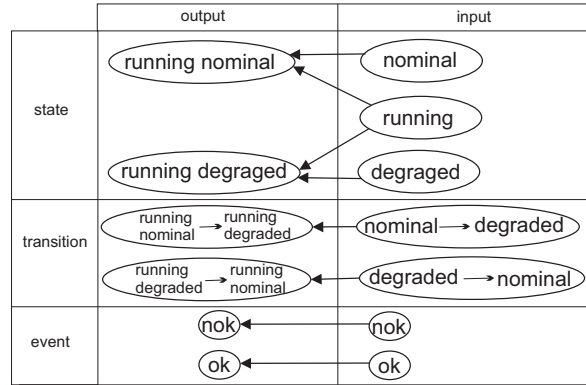 output input
state
running nominal nominal
running
running degraged degraged
transition
running
nominal → running
degraded
nominal → degraded
running
degraded → running
nominal
degraded → nominal
event
nok nok
ok ok